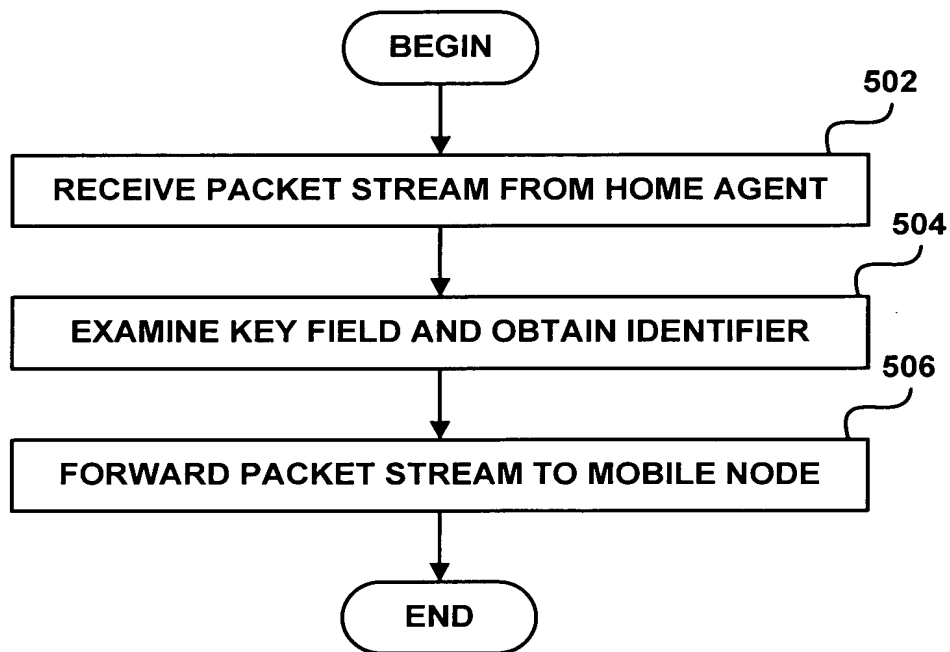 BEGIN
502
RECEIVE PACKET STREAM FROM HOME AGENT
504
EXAMINE KEY FIELD AND OBTAIN IDENTIFIER
506
FORWARD PACKET STREAM TO MOBILE NODE
END